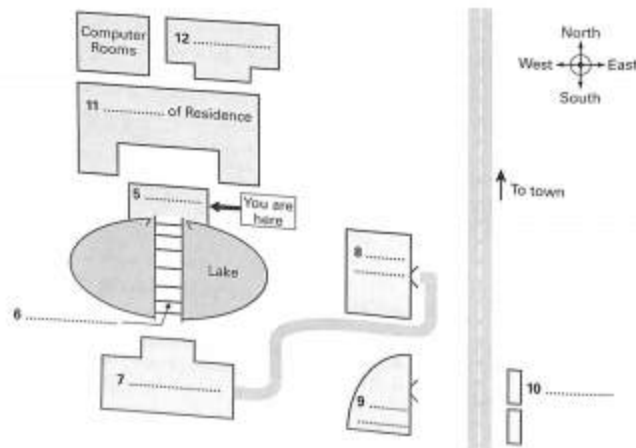 Computer
Rooms
12 ....................
North
West
East
South
11 ............... of Residence
To town
5 ................
You are
here
8 .........
.............
Lake
6 ....................
7 ........................
9 .........
.............
10 ....................